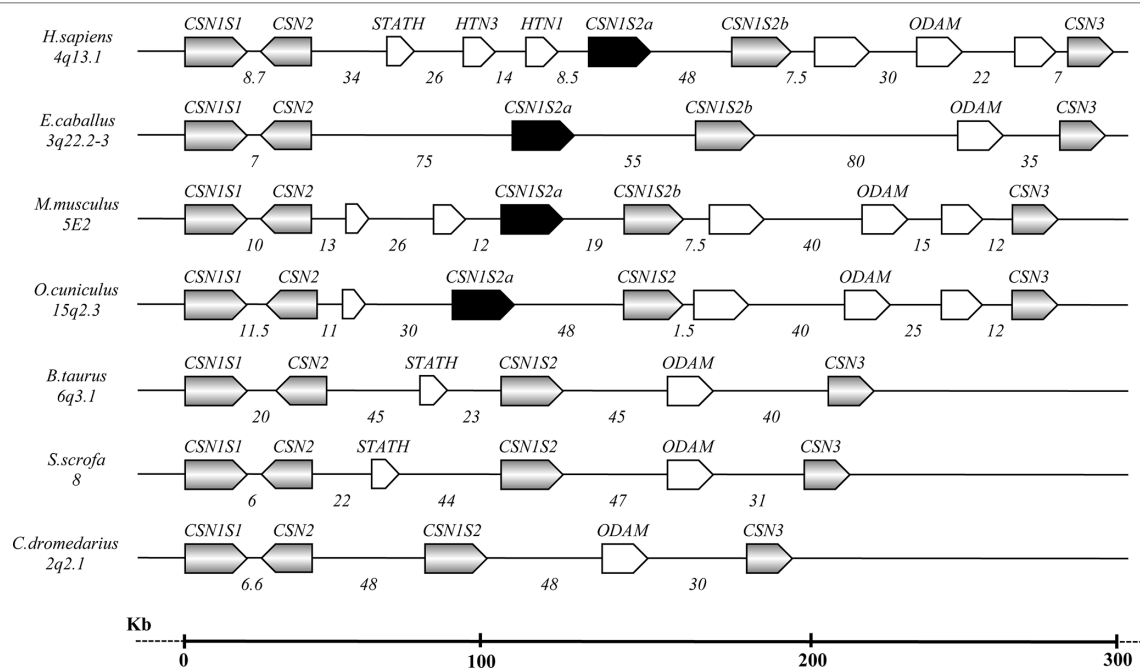 CSN1S1 CSN2 STATH HTN3 HTN1 CSN1S2a CSN1S2b ODAM CSN3
H.sapiens
4q13.1
8.7 34 26 14 8.5 48 7.5 30 22 7
CSN1S1 CSN2 CSN1S2a CSN1S2b ODAM CSN3
E.caballus
3q22.2-3
7 75 55 80 35
CSN1S1 CSN2 CSN1S2a CSN1S2b ODAM CSN3
M.musculus
5E2
10 13 26 12 19 7.5 40 15 12
CSN1S1 CSN2 CSN1S2a CSN1S2 ODAM CSN3
O.cuniculus
15q2.3
11.5 11 30 48 1.5 40 25 12
CSN1S1 CSN2 STATH CSN1S2 ODAM CSN3
B.taurus
6q3.1
20 45 23 45 40
CSN1S1 CSN2 STATH CSN1S2 ODAM CSN3
S.scrofa
8
6 22 44 47 31
CSN1S1 CSN2 CSN1S2 ODAM CSN3
C.dromedarius
2q2.1
6.6 48 48 30
Kb
0 100 200 300